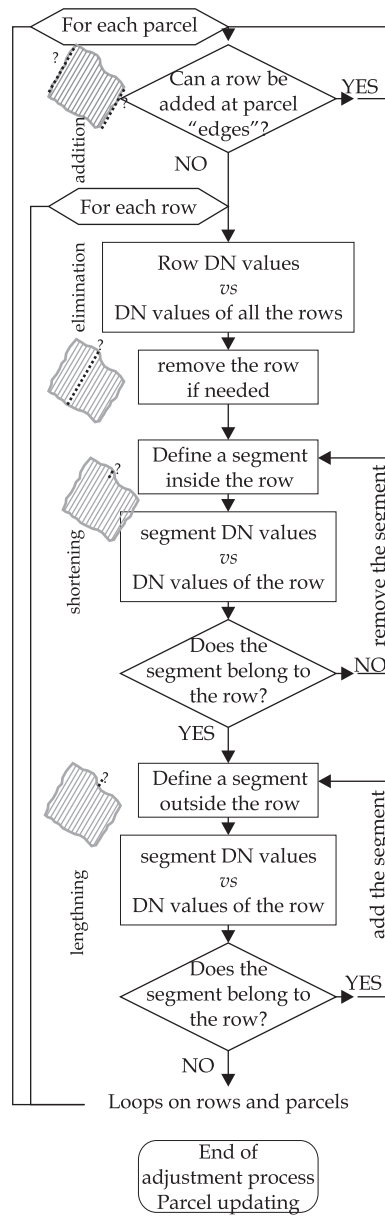 For each parcel
?
?
addition
Can a row be
added at parcel
“edges”?
YES
NO
For each row
elimination
?
Row DN values
vs
DN values of all the rows
remove the row
if needed
Define a segment
inside the row
?
shortening
segment DN values
vs
DN values of the row
remove the segment
Does the
segment belong to
the row?
NO
YES
Define a segment
outside the row
?
lengthning
segment DN values
vs
DN values of the row
add the segment
Does the
segment belong to
the row?
YES
NO
Loops on rows and parcels
End of
adjustment process
Parcel updating